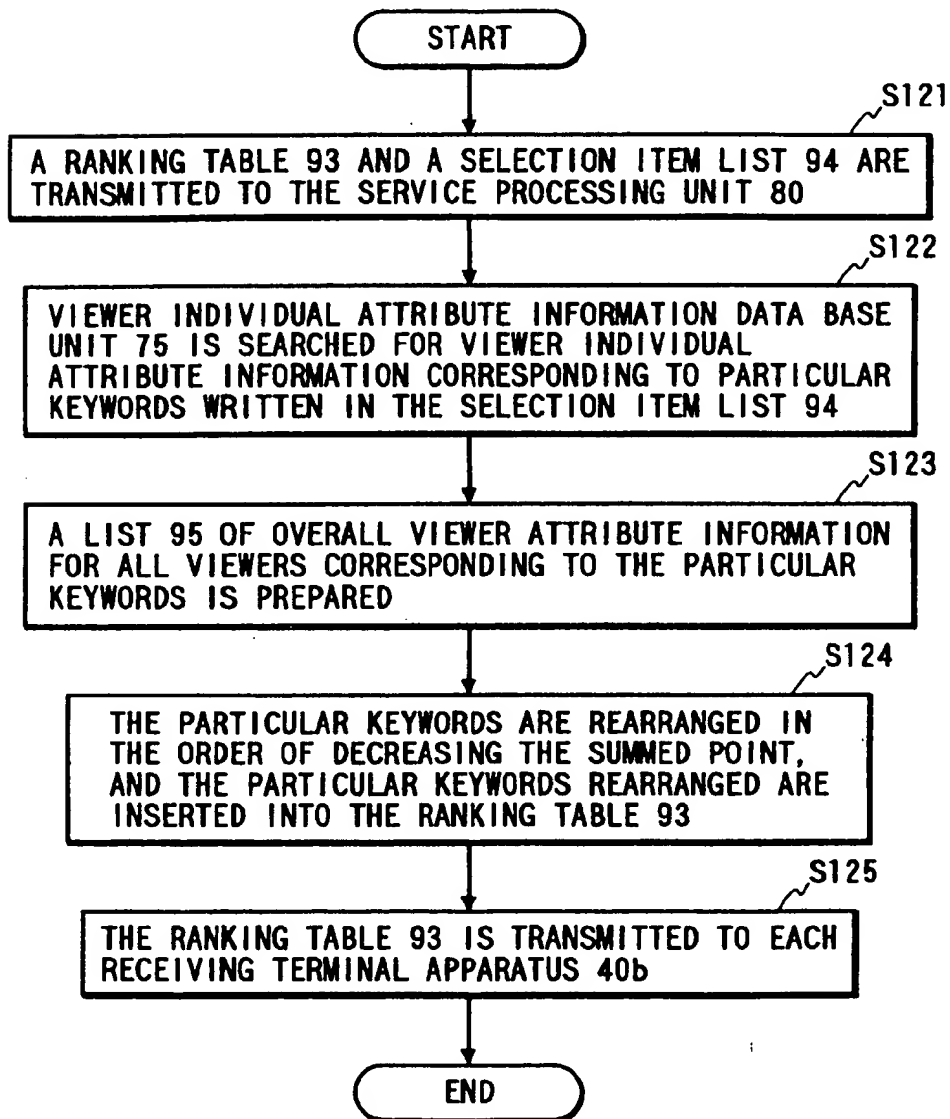 START
S121
A RANKING TABLE 93 AND A SELECTION ITEM LIST 94 ARE
TRANSMITTED TO THE SERVICE PROCESSING UNIT 80
S122
VIEWER INDIVIDUAL ATTRIBUTE INFORMATION DATA BASE
UNIT 75 IS SEARCHED FOR VIEWER INDIVIDUAL
ATTRIBUTE INFORMATION CORRESPONDING TO PARTICULAR
KEYWORDS WRITTEN IN THE SELECTION ITEM LIST 94
S123
A LIST 95 OF OVERALL VIEWER ATTRIBUTE INFORMATION
FOR ALL VIEWERS CORRESPONDING TO THE PARTICULAR
KEYWORDS IS PREPARED
S124
THE PARTICULAR KEYWORDS ARE REARRANGED IN
THE ORDER OF DECREASING THE SUMMED POINT,
AND THE PARTICULAR KEYWORDS REARRANGED ARE
INSERTED INTO THE RANKING TABLE 93
S125
THE RANKING TABLE 93 IS TRANSMITTED TO EACH
RECEIVING TERMINAL APPARATUS 40b
END